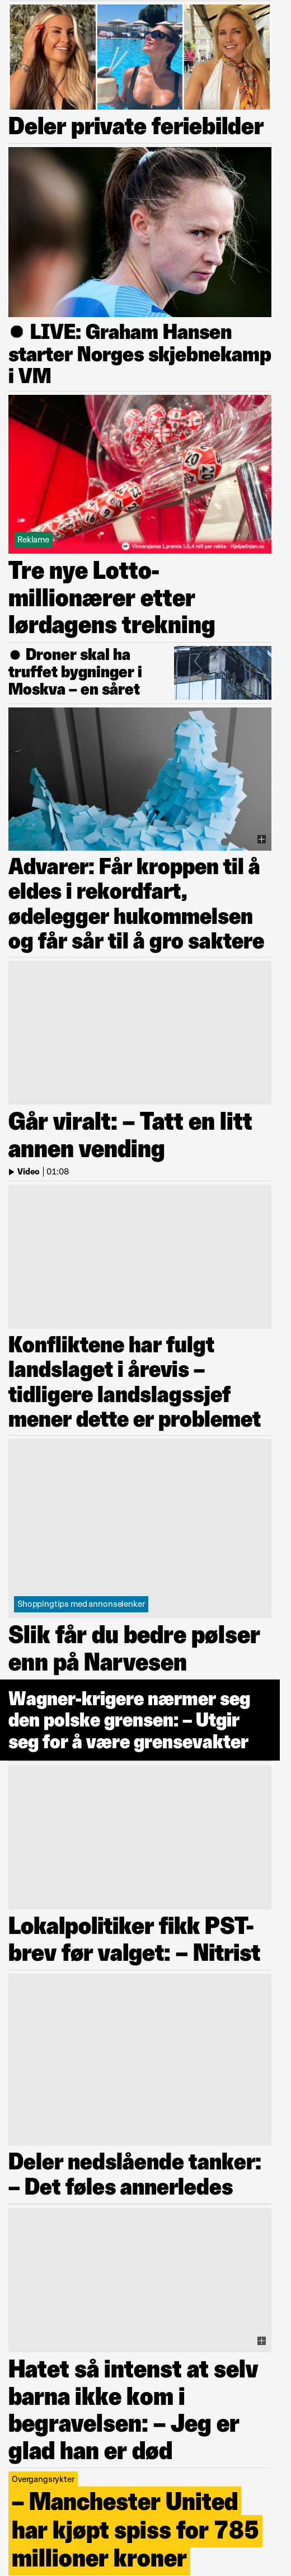 Deler private feriebilder
LIVE: Graham Hansen
starter Norges skjebnekamp
i VM
Reklame
Vinnersjanse 1.premie 1:5,4 mill per rekke · Hjelpelinjen.no
Tre nye Lotto-
millionærer etter
lørdagens trekning
Droner skal ha
truffet bygninger i
Moskva – en såret
Advarer: Får kroppen til å
eldes i rekordfart,
ødelegger hukommelsen
og får sår til å gro saktere
Går viralt: – Tatt en litt
annen vending
Video | 01:08
Konfliktene har fulgt
landslaget i årevis –
tidligere landslagssjef
mener dette er problemet
Shoppingtips med annonselenker
Slik får du bedre pølser
enn på Narvesen
Wagner-krigere nærmer seg
den polske grensen: – Utgir
seg for å være grensevakter
Lokalpolitiker fikk PST-
brev før valget: – Nitrist
Deler nedslående tanker:
– Det føles annerledes
Hatet så intenst at selv
barna ikke kom i
begravelsen: – Jeg er
glad han er død
Overgangsrykter
– Manchester United
har kjøpt spiss for 785
millioner kroner